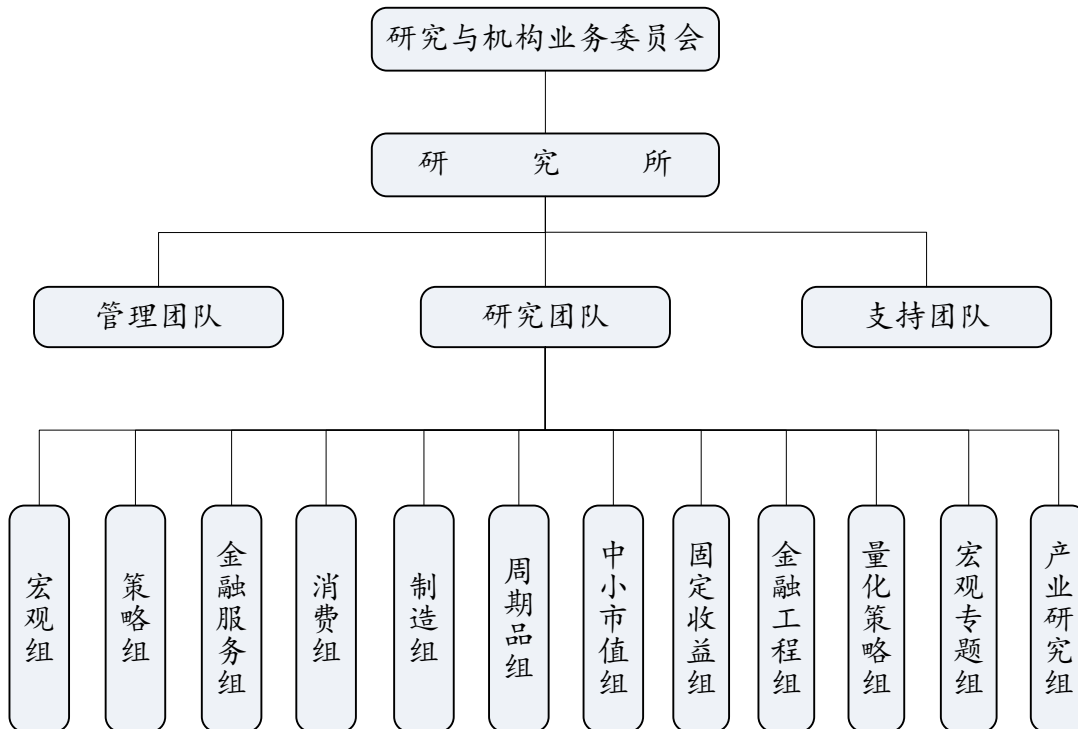 研究与机构业务委员会
研 究 所
管理团队
研究团队
支持团队
宏观组
策略组
金融服务组
消费组
制造组
周期品组
中小市值组
固定收益组
金融工程组
量化策略组
宏观专题组
产业研究组